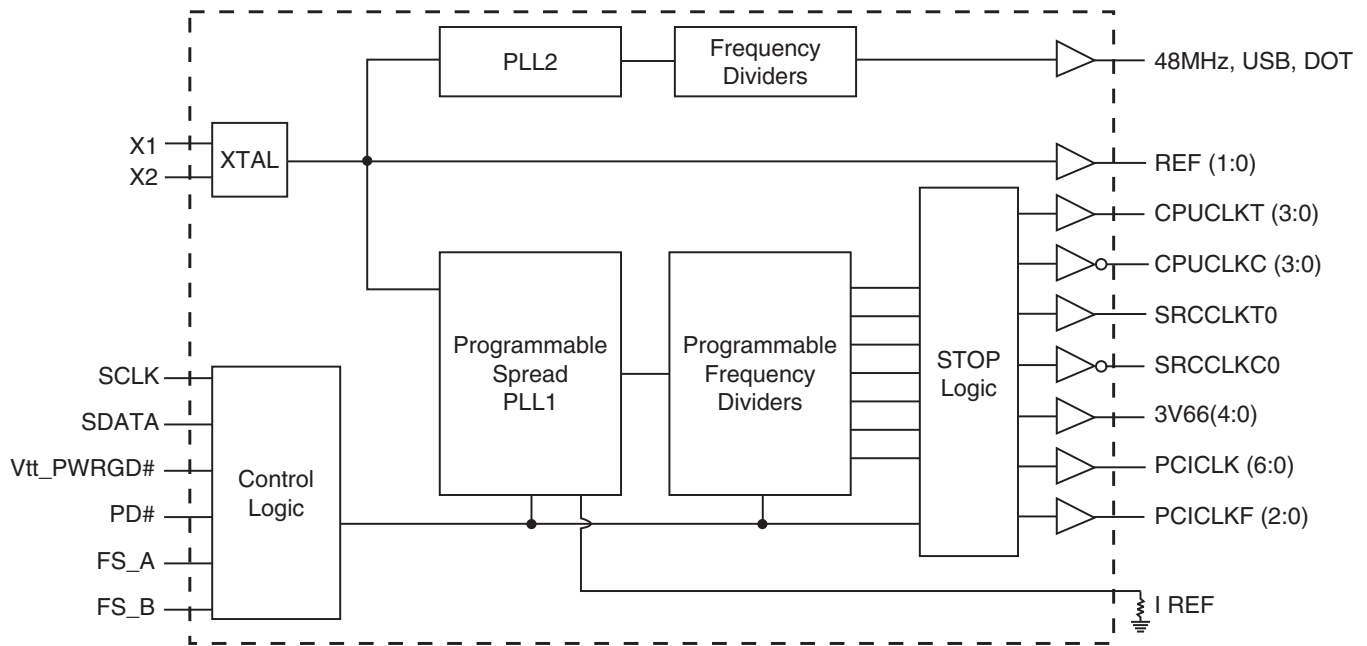 PLL2
Frequency
Dividers
48MHz, USB, DOT
X1
X2
XTAL
REF (1:0)
CPUCLKT (3:0)
CPUCLKC (3:0)
SRCCLKT0
SRCCLKC0
3V66(4:0)
PCICLK (6:0)
PCICLKF (2:0)
I REF
Programmable
Spread
PLL1
Programmable
Frequency
Dividers
STOP
Logic
SCLK
SDATA
Vtt_PWRGD#
PD#
FS_A
FS_B
Control
Logic